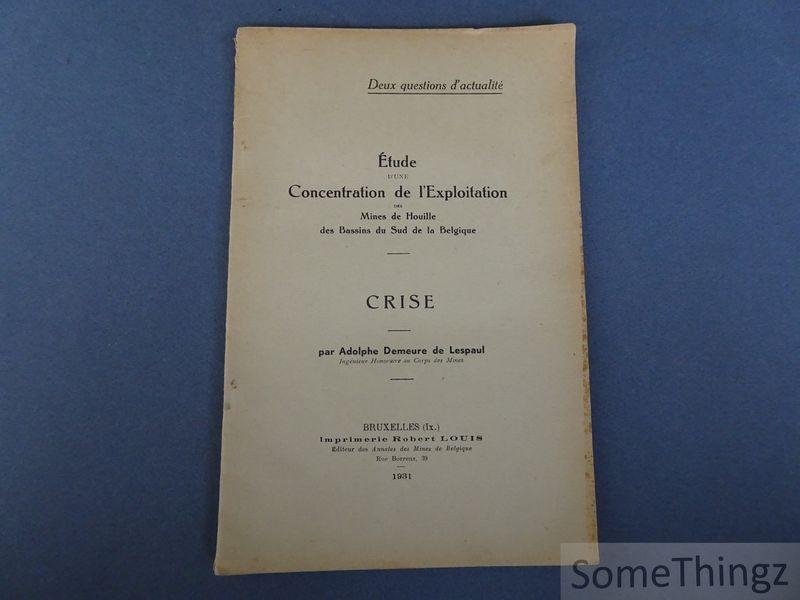 Deux questions d'actualité
Étude
D'UNE
Concentration de l'Exploitation
DES
Mines de Houille
des Bassins du Sud de la Belgique
CRISE
par Adolphe Demeure de Lespaul
Ingénieur Honoraire au Corps des Mines
BRUXELLES (Ix.)
Imprimerie Robert LOUIS
Éditeur des Annales des Mines de Belgique
Rue Borrens, 39
1931
SomeThingz